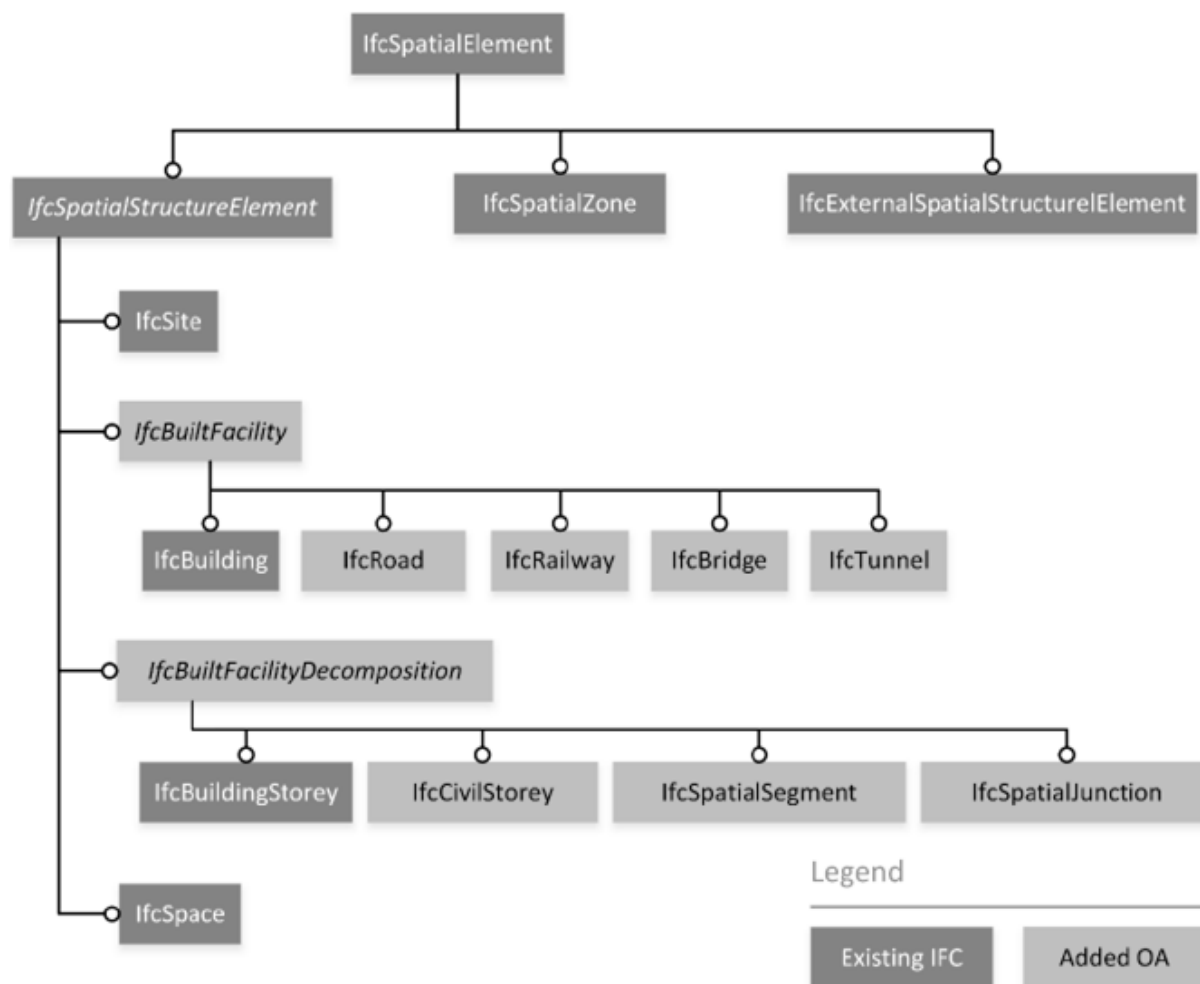 IfcSpatialElement
IfcSpatialStructureElement
IfcSpatialZone
IfcExternalSpatialStructurelElement
IfcSite
IfcBuiltFacility
IfcBuilding
IfcRoad
IfcRailway
IfcBridge
IfcTunnel
IfcBuiltFacilityDecomposition
IfcBuildingStorey
IfcCivilStorey
IfcSpatialSegment
IfcSpatialJunction
IfcSpace
Legend
Existing IFC
Added OA